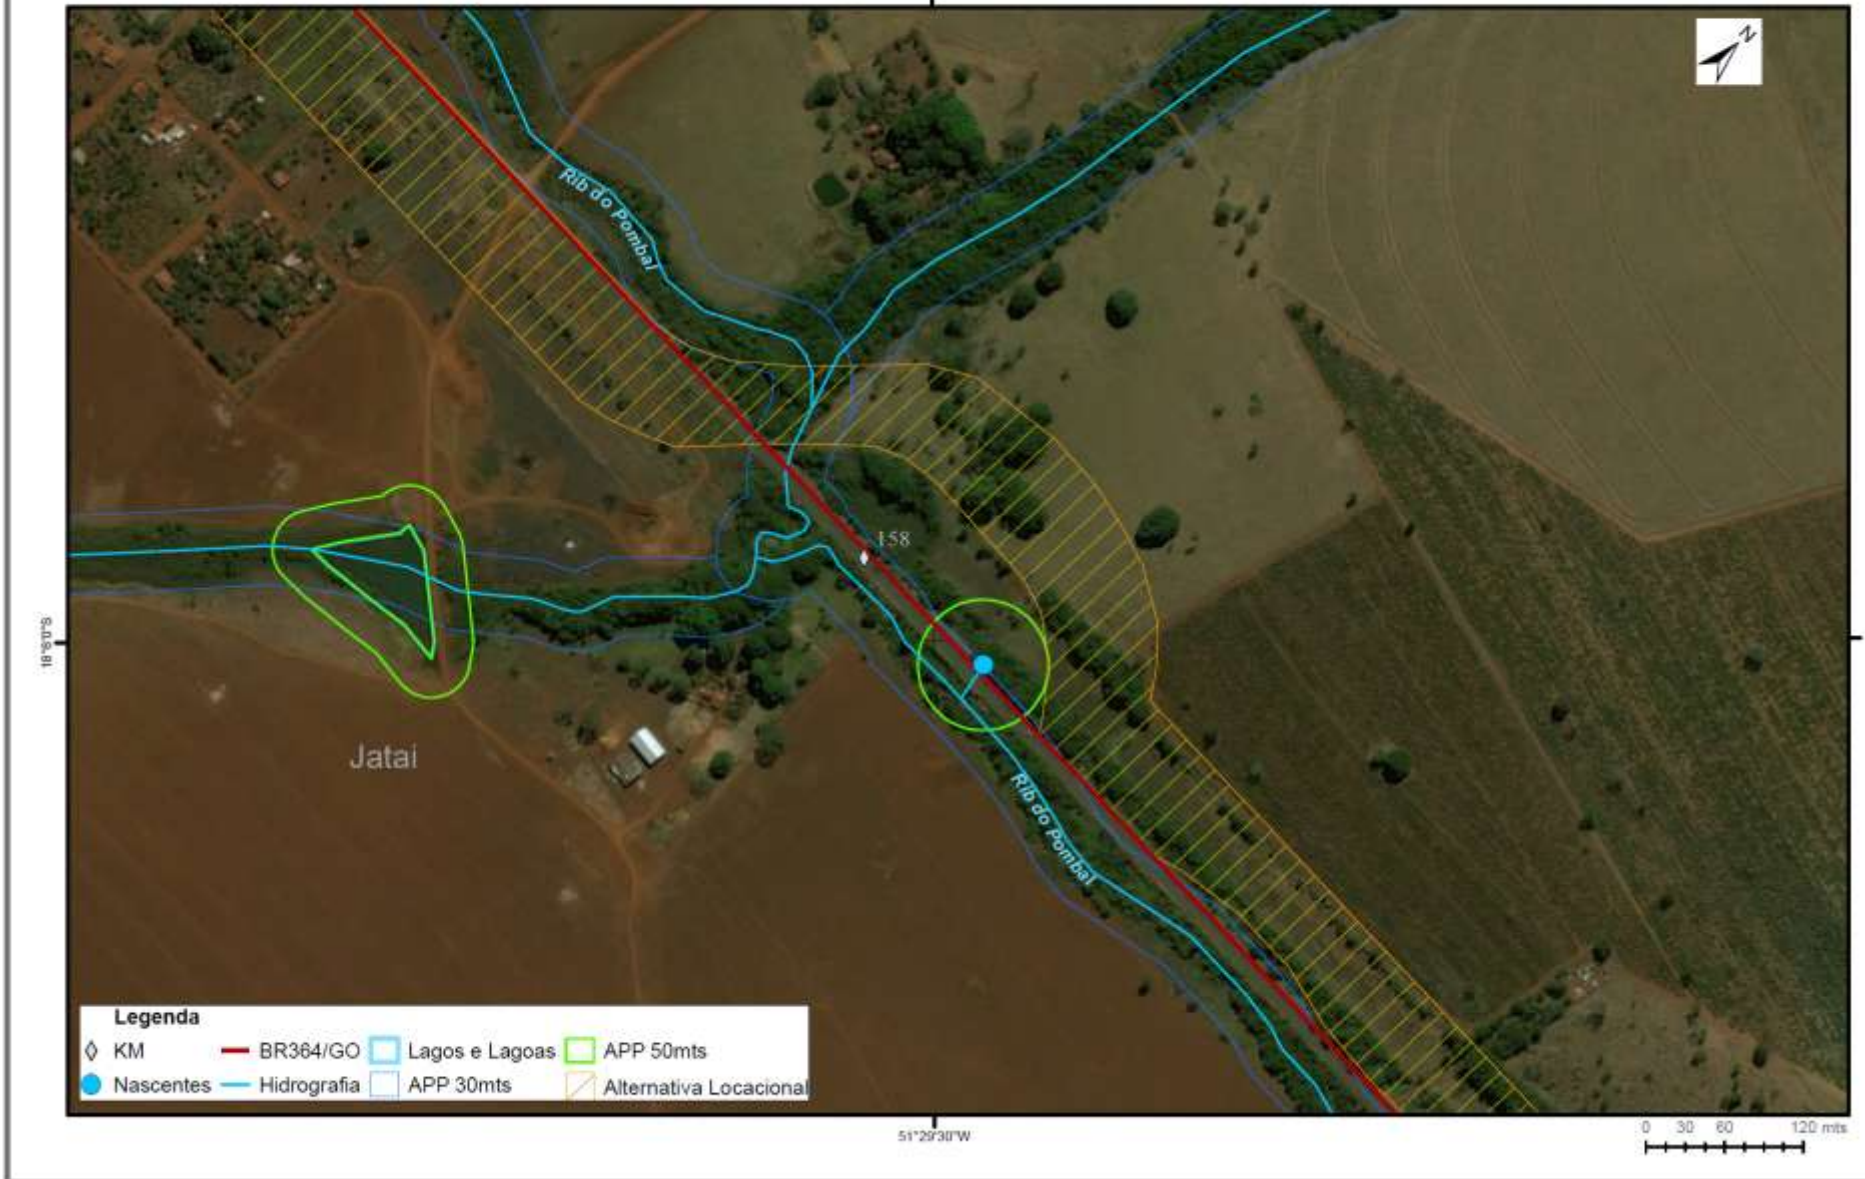 N
Rib do Pombal
158
18°6'0"S
Jatai
Rib do Pombal
Legenda
KM
BR364/GO
Lagos e Lagoas
APP 50mts
Nascentes
Hidrografia
APP 30mts
Alternativa Locacional
51°29'30"W
0 30 60 120 mts